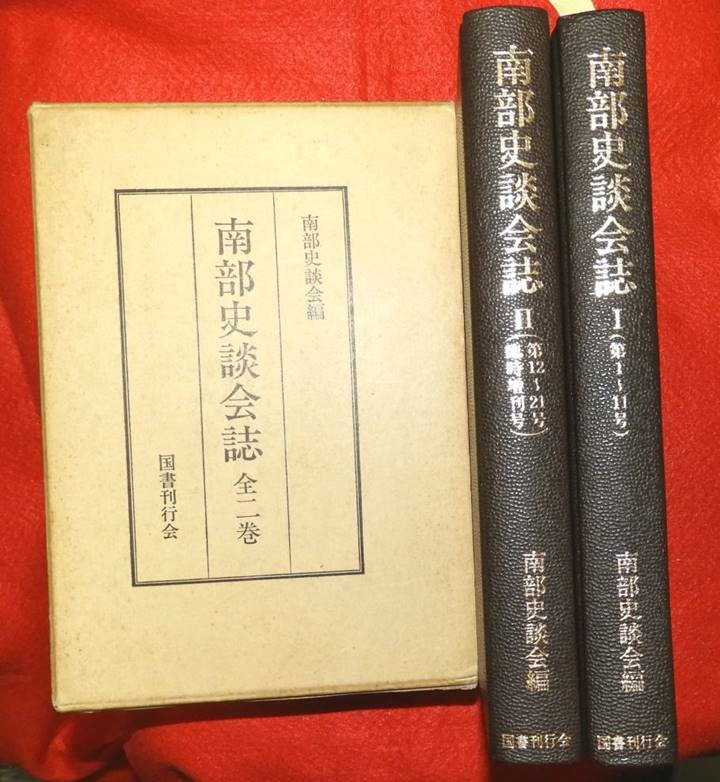 南部史談会編
南部史談会誌 全二巻
国書刊行会
南部史談会誌 I (第1~11号)
南部史談会編
国書刊行会
南部史談会誌 II (第12~21号 臨時増刊号)
南部史談会編
国書刊行会